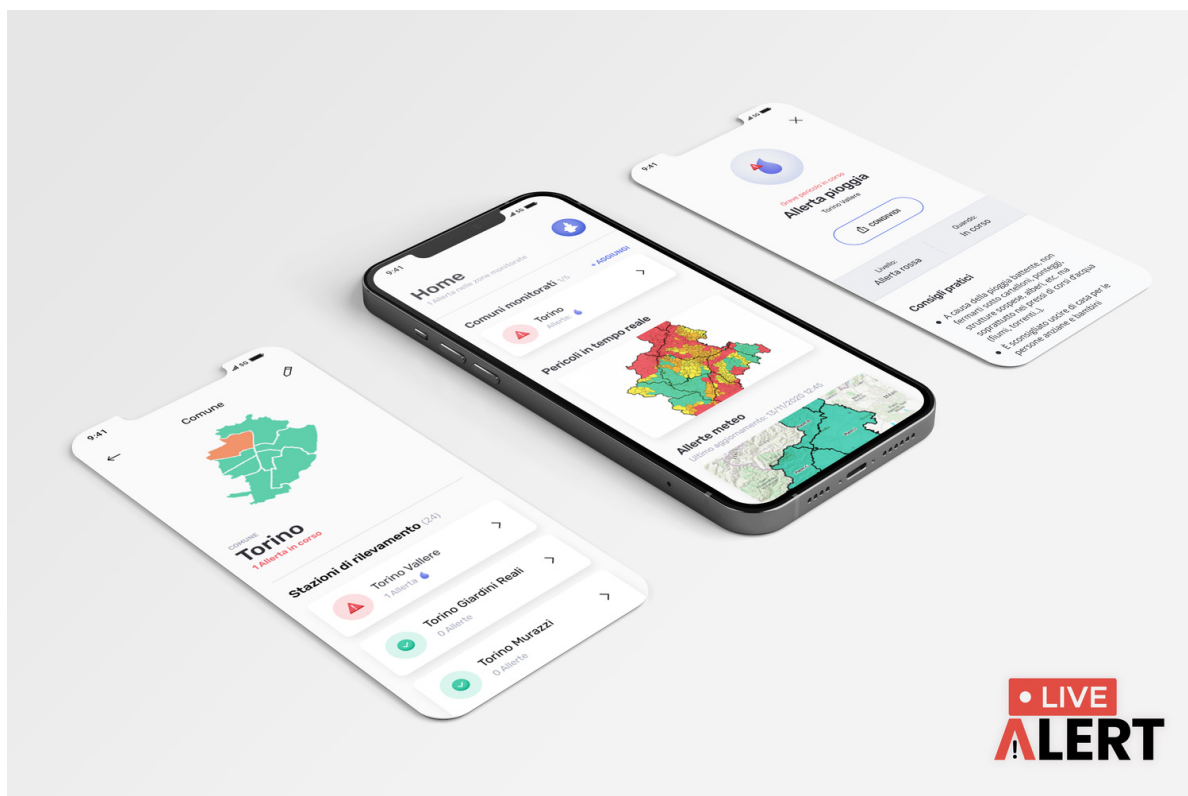 9:41
Comune
COMUNE
Torino
1 Allerta in corso
Stazioni di rilevamento (24)
Torino Vallere
1 Allerta
Torino Giardini Reali
0 Allerte
Torino Murazzi
0 Allerte
9:41
5G
Home
1 Allerta nelle zone monitorate
Comuni monitorati 1/5
+ AGGIUNGI
Torino
Allerte:
Pericoli in tempo reale
Allerte meteo
Ultimo aggiornamento: 13/11/2020 12:45
9:41
5G
Grave pericolo in corso
Allerta pioggia
Torino Vallere
CONDIVIDI
Livello:
Allerta rossa
Quando:
In corso
Consigli pratici
A causa della pioggia battente, non
fermarti sotto cartelloni, ponteggi,
strutture sospese, alberi, etc. ma
soprattutto nei pressi di corsi d'acqua
(fiumi, torrenti..).
È sconsigliato uscire di casa per le
persone anziane e bambini
LIVE
ALERT